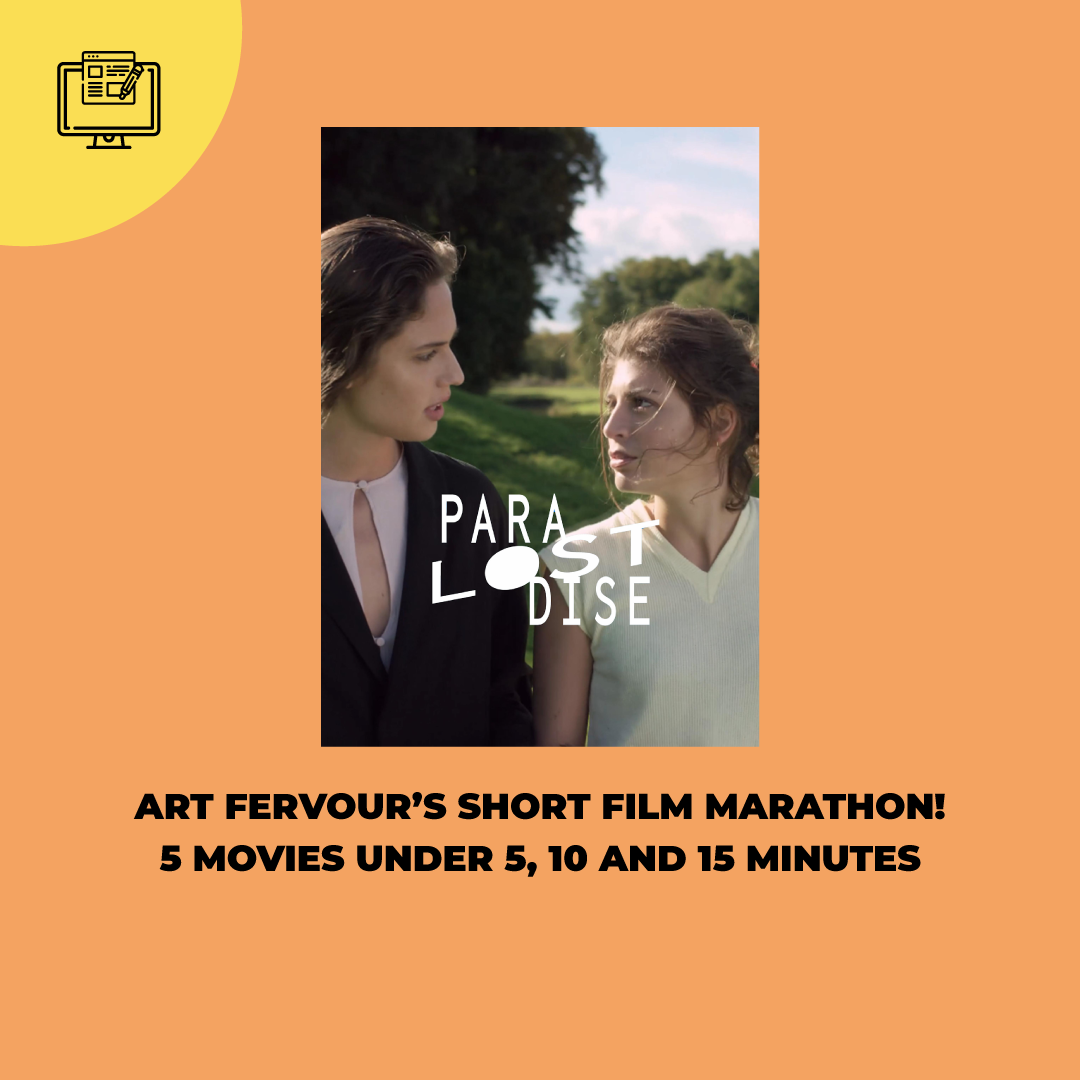 PARA
LOST
DISE
ART FERVOUR’S SHORT FILM MARATHON!
5 MOVIES UNDER 5, 10 AND 15 MINUTES